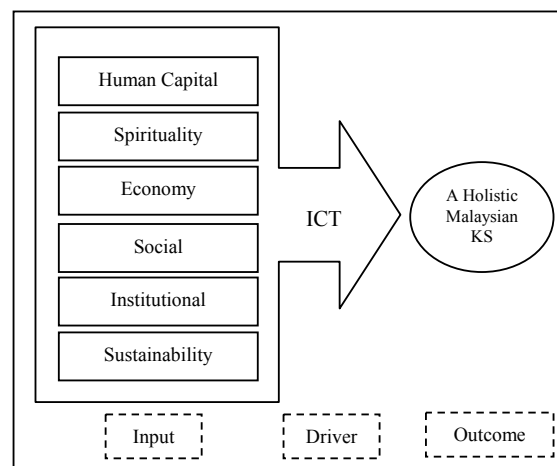 Human Capital
Spirituality
Economy
Social
Institutional
Sustainability
ICT
A Holistic
Malaysian
KS
Input
Driver
Outcome